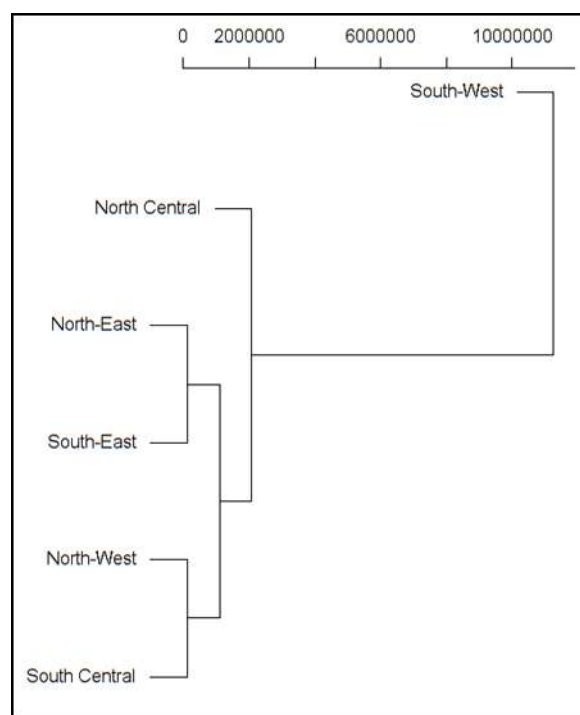 0 2000000 6000000 10000000
South-West
North Central
North-East
South-East
North-West
South Central